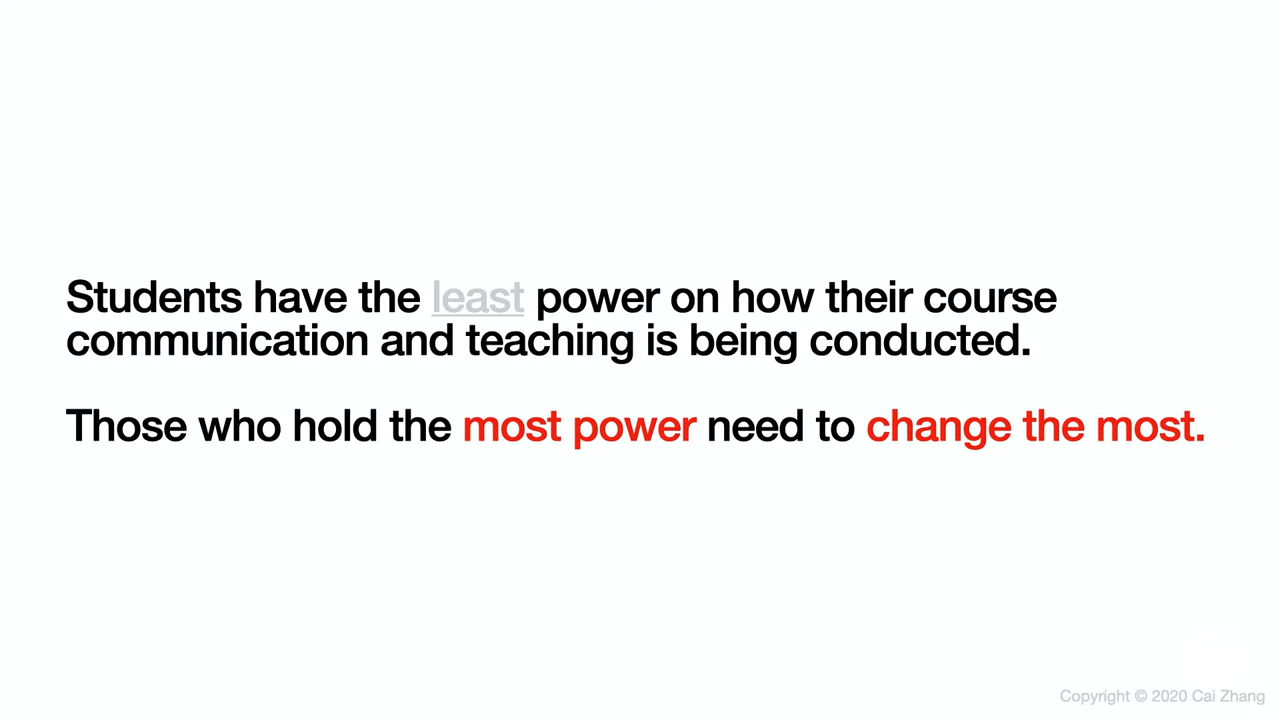 Students have the least power on how their course
communication and teaching is being conducted.
Those who hold the most power need to change the most.
Copyright © 2020 Cai Zhang